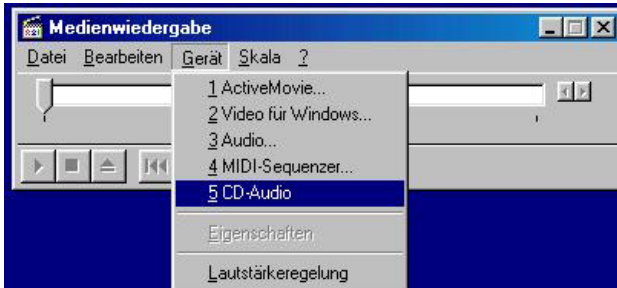 Medienwiedergabe
Datei Bearbeiten Gerät Skala ?
1 ActiveMovie...
2 Video für Windows...
3 Audio...
4 MIDI-Sequenzer...
5 CD-Audio
Eigenschaften
Lautstärkeregelung